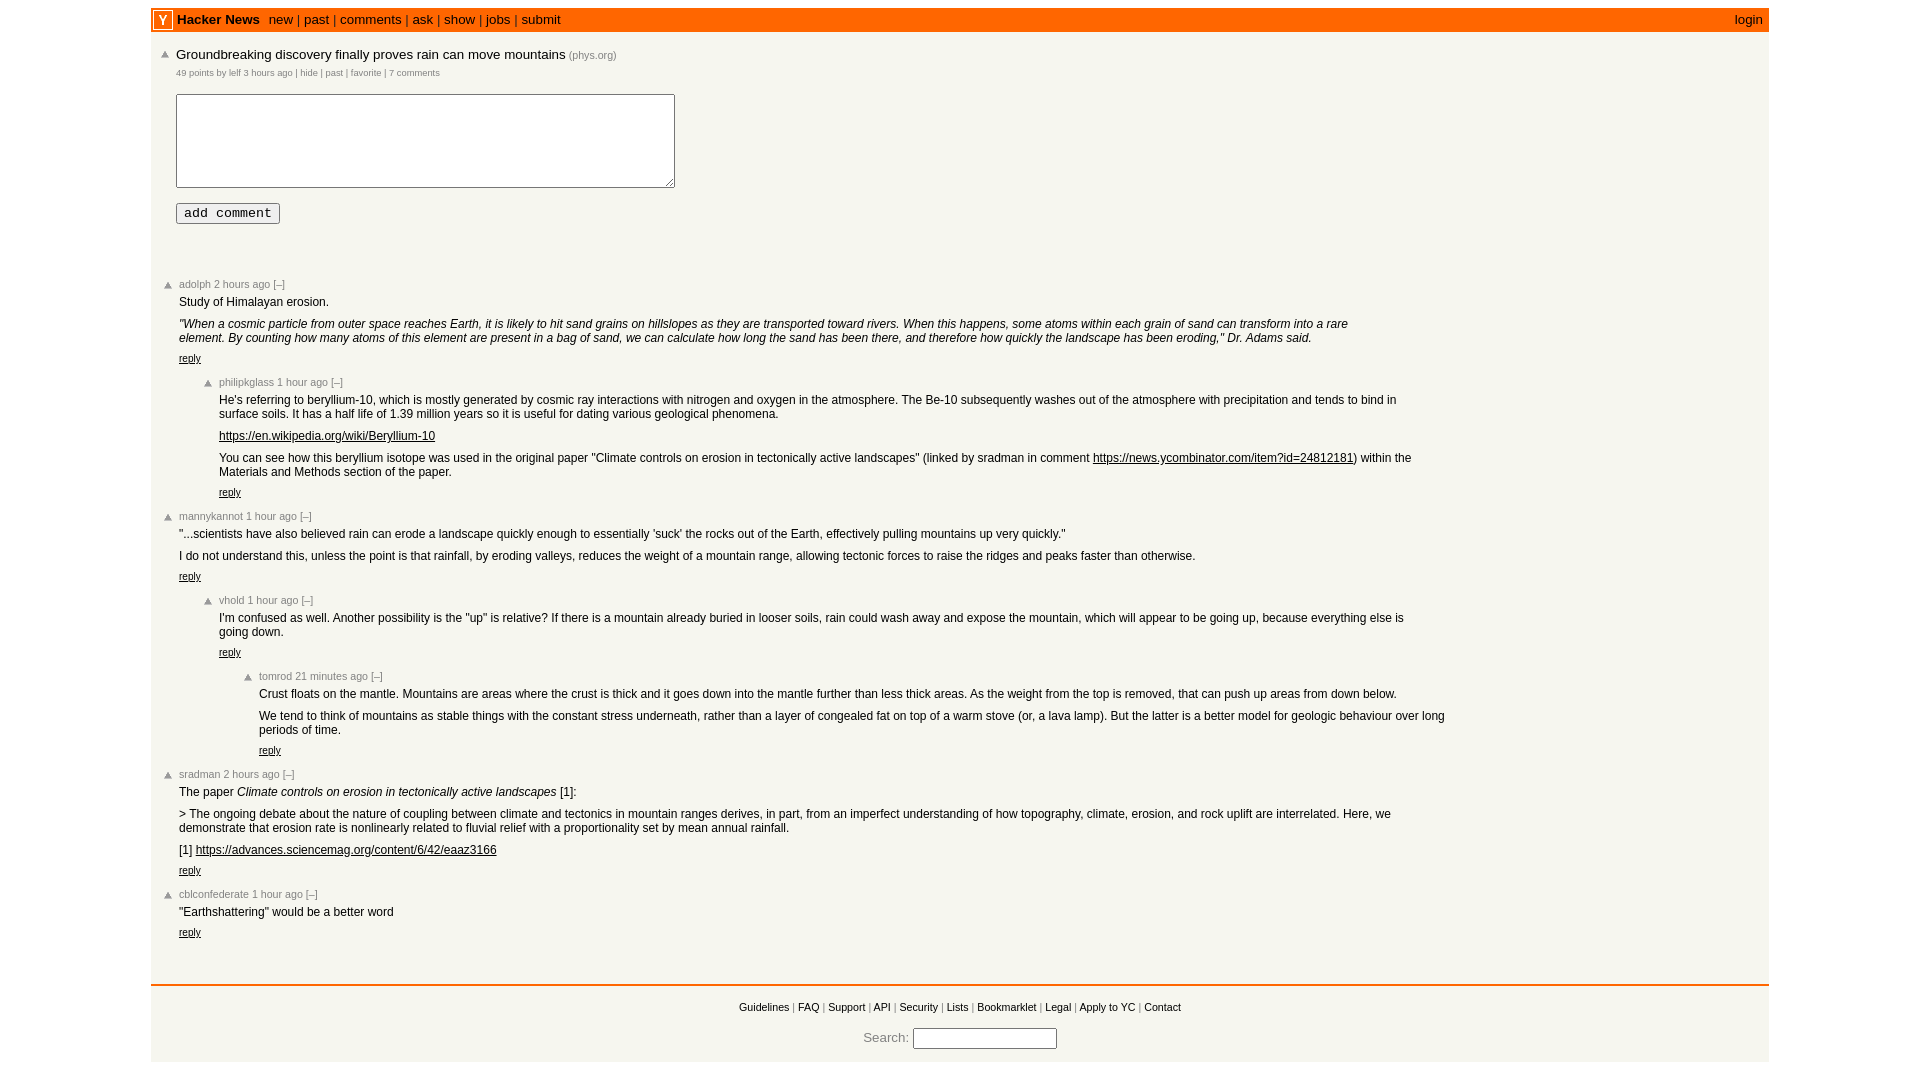 Y Hacker News new | past | comments | ask | show | jobs | submit login
Groundbreaking discovery finally proves rain can move mountains (phys.org)
49 points by lelf 3 hours ago | hide | past | favorite | 7 comments
add comment
adolph 2 hours ago [–]
Study of Himalayan erosion.
"When a cosmic particle from outer space reaches Earth, it is likely to hit sand grains on hillslopes as they are transported toward rivers. When this happens, some atoms within each grain of sand can transform into a rare
element. By counting how many atoms of this element are present in a bag of sand, we can calculate how long the sand has been there, and therefore how quickly the landscape has been eroding," Dr. Adams said.
reply
philipkglass 1 hour ago [–]
He's referring to beryllium-10, which is mostly generated by cosmic ray interactions with nitrogen and oxygen in the atmosphere. The Be-10 subsequently washes out of the atmosphere with precipitation and tends to bind in
surface soils. It has a half life of 1.39 million years so it is useful for dating various geological phenomena.
https://en.wikipedia.org/wiki/Beryllium-10
You can see how this beryllium isotope was used in the original paper "Climate controls on erosion in tectonically active landscapes" (linked by sradman in comment https://news.ycombinator.com/item?id=24812181) within the
Materials and Methods section of the paper.
reply
mannykannot 1 hour ago [–]
"...scientists have also believed rain can erode a landscape quickly enough to essentially 'suck' the rocks out of the Earth, effectively pulling mountains up very quickly."
I do not understand this, unless the point is that rainfall, by eroding valleys, reduces the weight of a mountain range, allowing tectonic forces to raise the ridges and peaks faster than otherwise.
reply
vhold 1 hour ago [–]
I'm confused as well. Another possibility is the "up" is relative? If there is a mountain already buried in looser soils, rain could wash away and expose the mountain, which will appear to be going up, because everything else is
going down.
reply
tomrod 21 minutes ago [–]
Crust floats on the mantle. Mountains are areas where the crust is thick and it goes down into the mantle further than less thick areas. As the weight from the top is removed, that can push up areas from down below.
We tend to think of mountains as stable things with the constant stress underneath, rather than a layer of congealed fat on top of a warm stove (or, a lava lamp). But the latter is a better model for geologic behaviour over long
periods of time.
reply
sradman 2 hours ago [–]
The paper Climate controls on erosion in tectonically active landscapes [1]:
> The ongoing debate about the nature of coupling between climate and tectonics in mountain ranges derives, in part, from an imperfect understanding of how topography, climate, erosion, and rock uplift are interrelated. Here, we
demonstrate that erosion rate is nonlinearly related to fluvial relief with a proportionality set by mean annual rainfall.
[1] https://advances.sciencemag.org/content/6/42/eaaz3166
reply
cblconfederate 1 hour ago [–]
"Earthshattering" would be a better word
reply
Guidelines | FAQ | Support | API | Security | Lists | Bookmarklet | Legal | Apply to YC | Contact
Search: